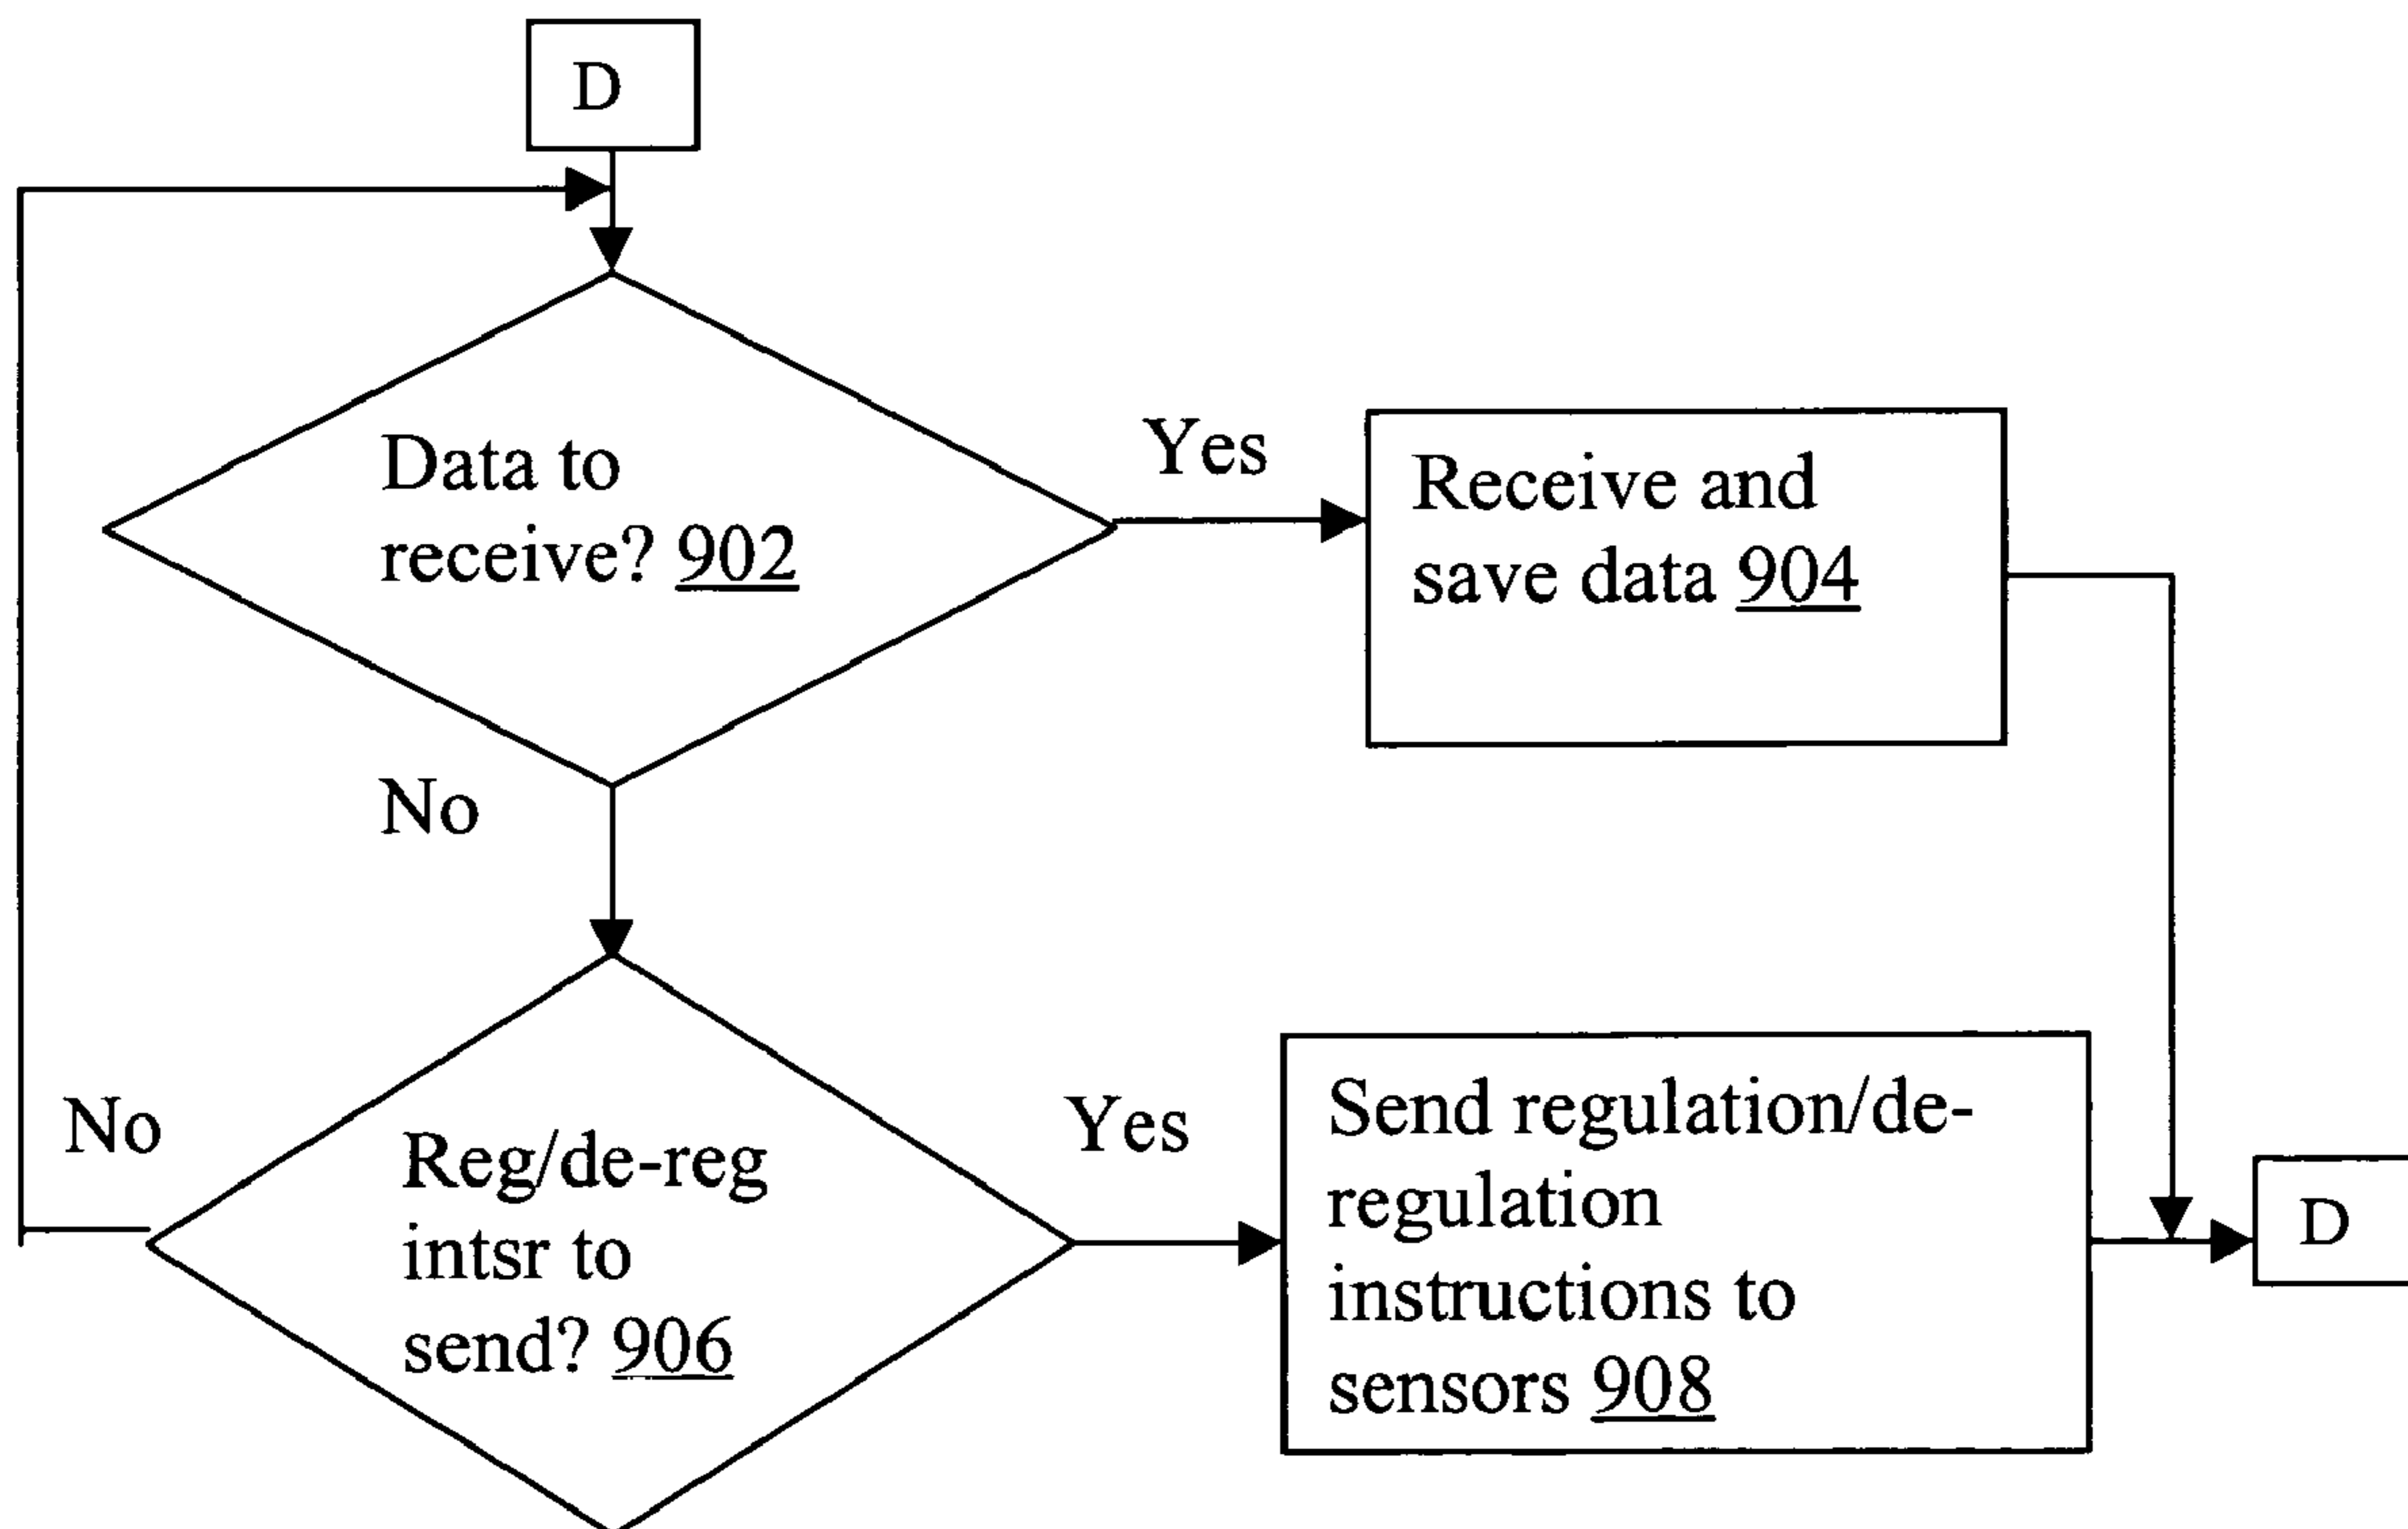 D
Data to
receive? 902
Yes
Receive and
save data 904
No
No
Reg/de-reg
intsr to
send? 906
Yes
Send regulation/de-
regulation
instructions to
sensors 908
D